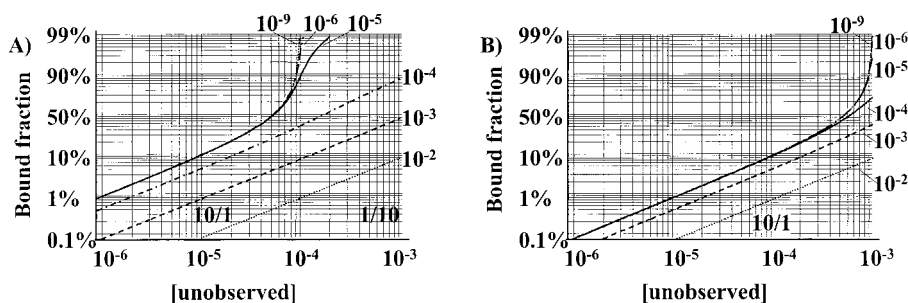 A)
10-9 10-6 10-5
99%
90%
50%
10%
1%
0.1%
Bound fraction
10-4
10-3
10-2
10/1
1/10
10-6 10-5 10-4 10-3
[unobserved]
B)
10-9
99%
90%
50%
10%
1%
0.1%
Bound fraction
10-6
10-5
10-4
10-3
10-2
10/1
10-6 10-5 10-4 10-3
[unobserved]